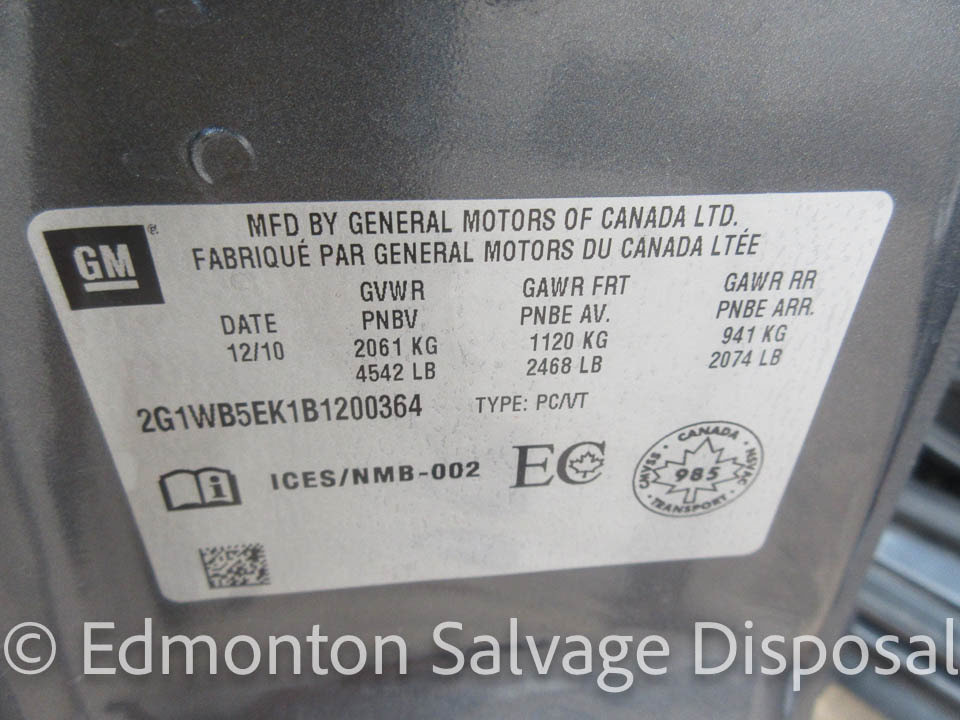 MFD BY GENERAL MOTORS OF CANADA LTD.
FABRIQUÉ PAR GENERAL MOTORS DU CANADA LTÉE
GM ®
GVWR GAWR FRT GAWR RR
DATE PNBV PNBE AV. PNBE ARR.
12/10 2061 KG 1120 KG 941 KG
4542 LB 2468 LB 2074 LB
2G1WB5EK1B1200364 TYPE: PC/VT
i ICES/NMB-002 EC
CANADA
CMVSS 985 NSVAC
TRANSPORT
© Edmonton Salvage Disposal